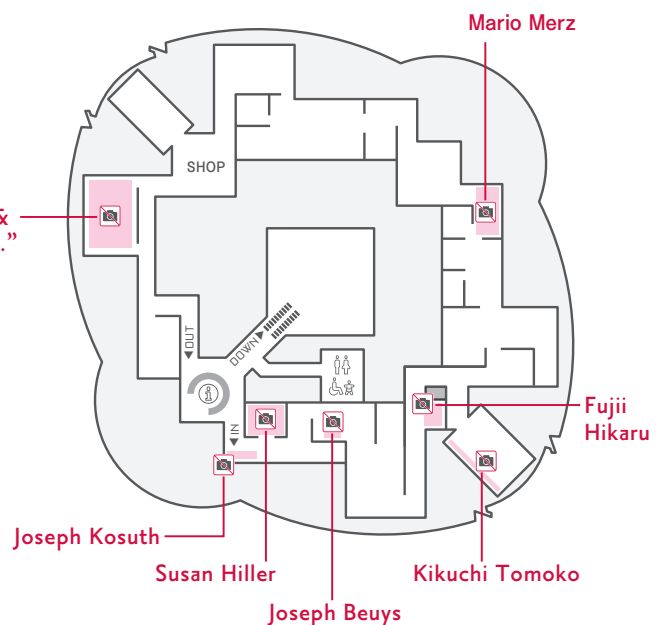 Mario Merz
SHOP
x
.”
OUT
DOWN
i
IN
Fujii
Hikaru
Joseph Kosuth
Susan Hiller
Kikuchi Tomoko
Joseph Beuys